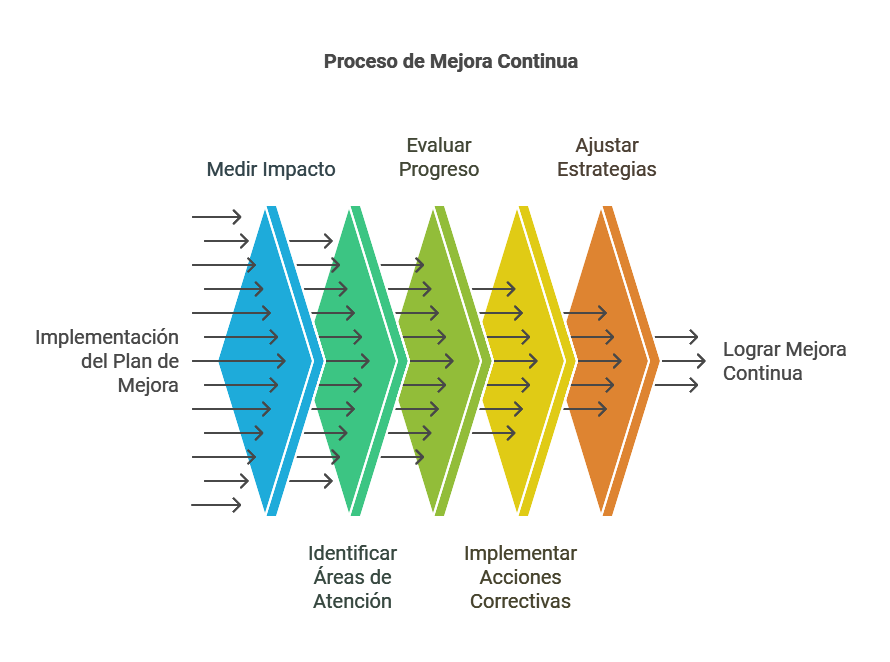 Proceso de Mejora Continua
Medir Impacto
Evaluar
Progreso
Ajustar
Estrategias
Implementación
del Plan de
Mejora
Lograr Mejora
Continua
Identificar
Áreas de
Atención
Implementar
Acciones
Correctivas